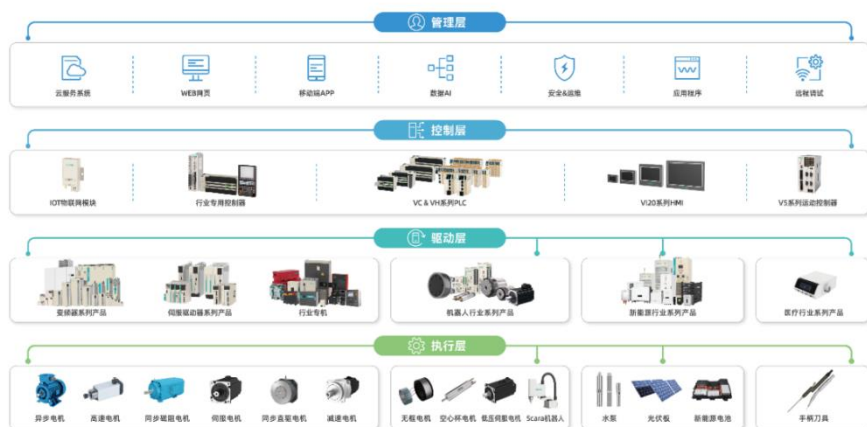 管理层
云服务系统
WEB网页
移动端APP
数据AI
安全&运维
应用程序
远程调试
控制层
IOT物联网模块
行业专用控制器
VC & VH系列PLC
VI20系列HMI
VS系列运动控制器
驱动层
变频器系列产品
伺服驱动器系列产品
行业专机
机器人行业系列产品
新能源行业系列产品
医疗行业系列产品
执行层
异步电机
高速电机
同步磁阻电机
伺服电机
同步直驱电机
减速电机
无框电机
空心杯电机
低压伺服电机
Scara机器人
水泵
光伏板
新能源电池
手柄刀具